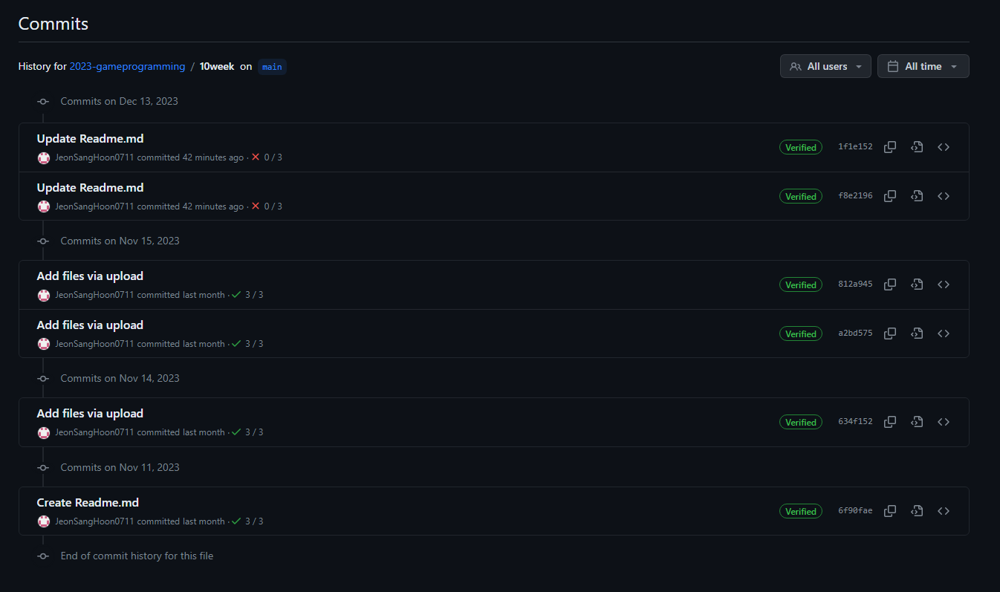 Commits
History for 2023-gameprogramming / 10week on main
All users
All time
Commits on Dec 13, 2023
Update Readme.md
JeonSangHoon0711 committed 42 minutes ago · 0 / 3
Verified
1f1e152
Update Readme.md
JeonSangHoon0711 committed 42 minutes ago · 0 / 3
Verified
f8e2196
Commits on Nov 15, 2023
Add files via upload
JeonSangHoon0711 committed last month · 3 / 3
Verified
812a945
Add files via upload
JeonSangHoon0711 committed last month · 3 / 3
Verified
a2bd575
Commits on Nov 14, 2023
Add files via upload
JeonSangHoon0711 committed last month · 3 / 3
Verified
634f152
Commits on Nov 11, 2023
Create Readme.md
JeonSangHoon0711 committed last month · 3 / 3
Verified
6f90fae
End of commit history for this file